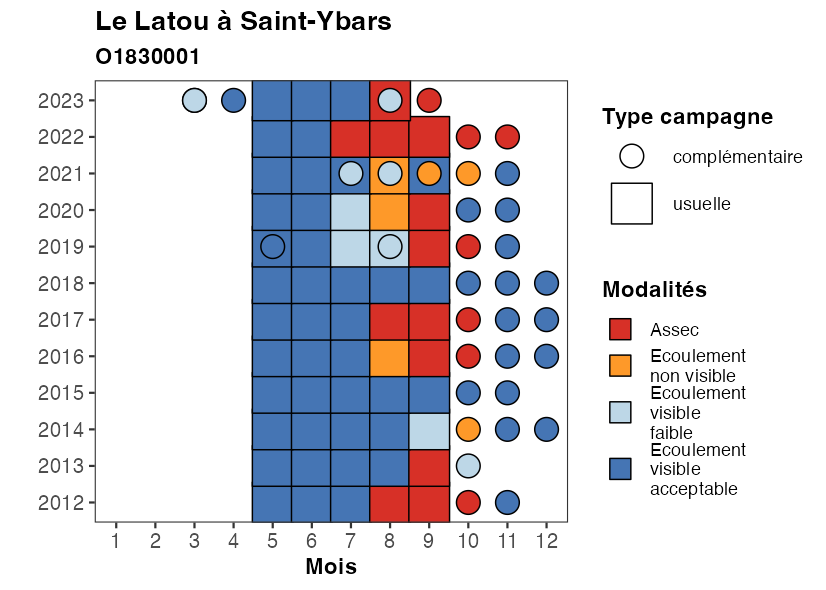 Le Latou à Saint-Ybars
O1830001
2023
2022
2021
2020
2019
2018
2017
2016
2015
2014
2013
2012
1 2 3 4 5 6 7 8 9 10 11 12
Mois
Type campagne
complémentaire
usuelle
Modalités
Assec
Ecoulement
non visible
Ecoulement
visible
faible
Ecoulement
visible
acceptable